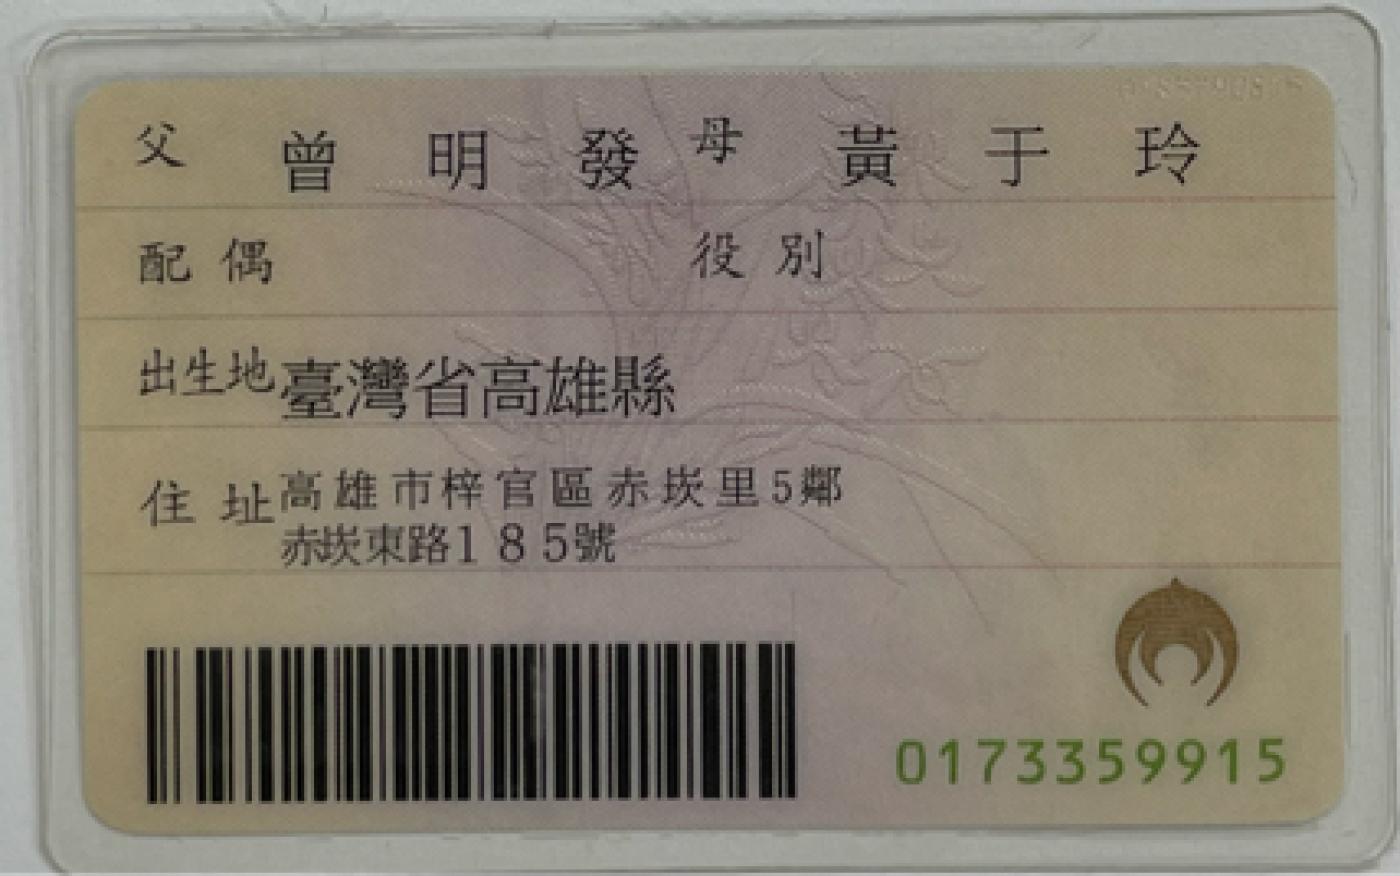 父 曾明發 母 黃于玲
配偶 役別
出生地 臺灣省高雄縣
住址 高雄市梓官區赤崁里5鄰
赤崁東路185號
0173359915